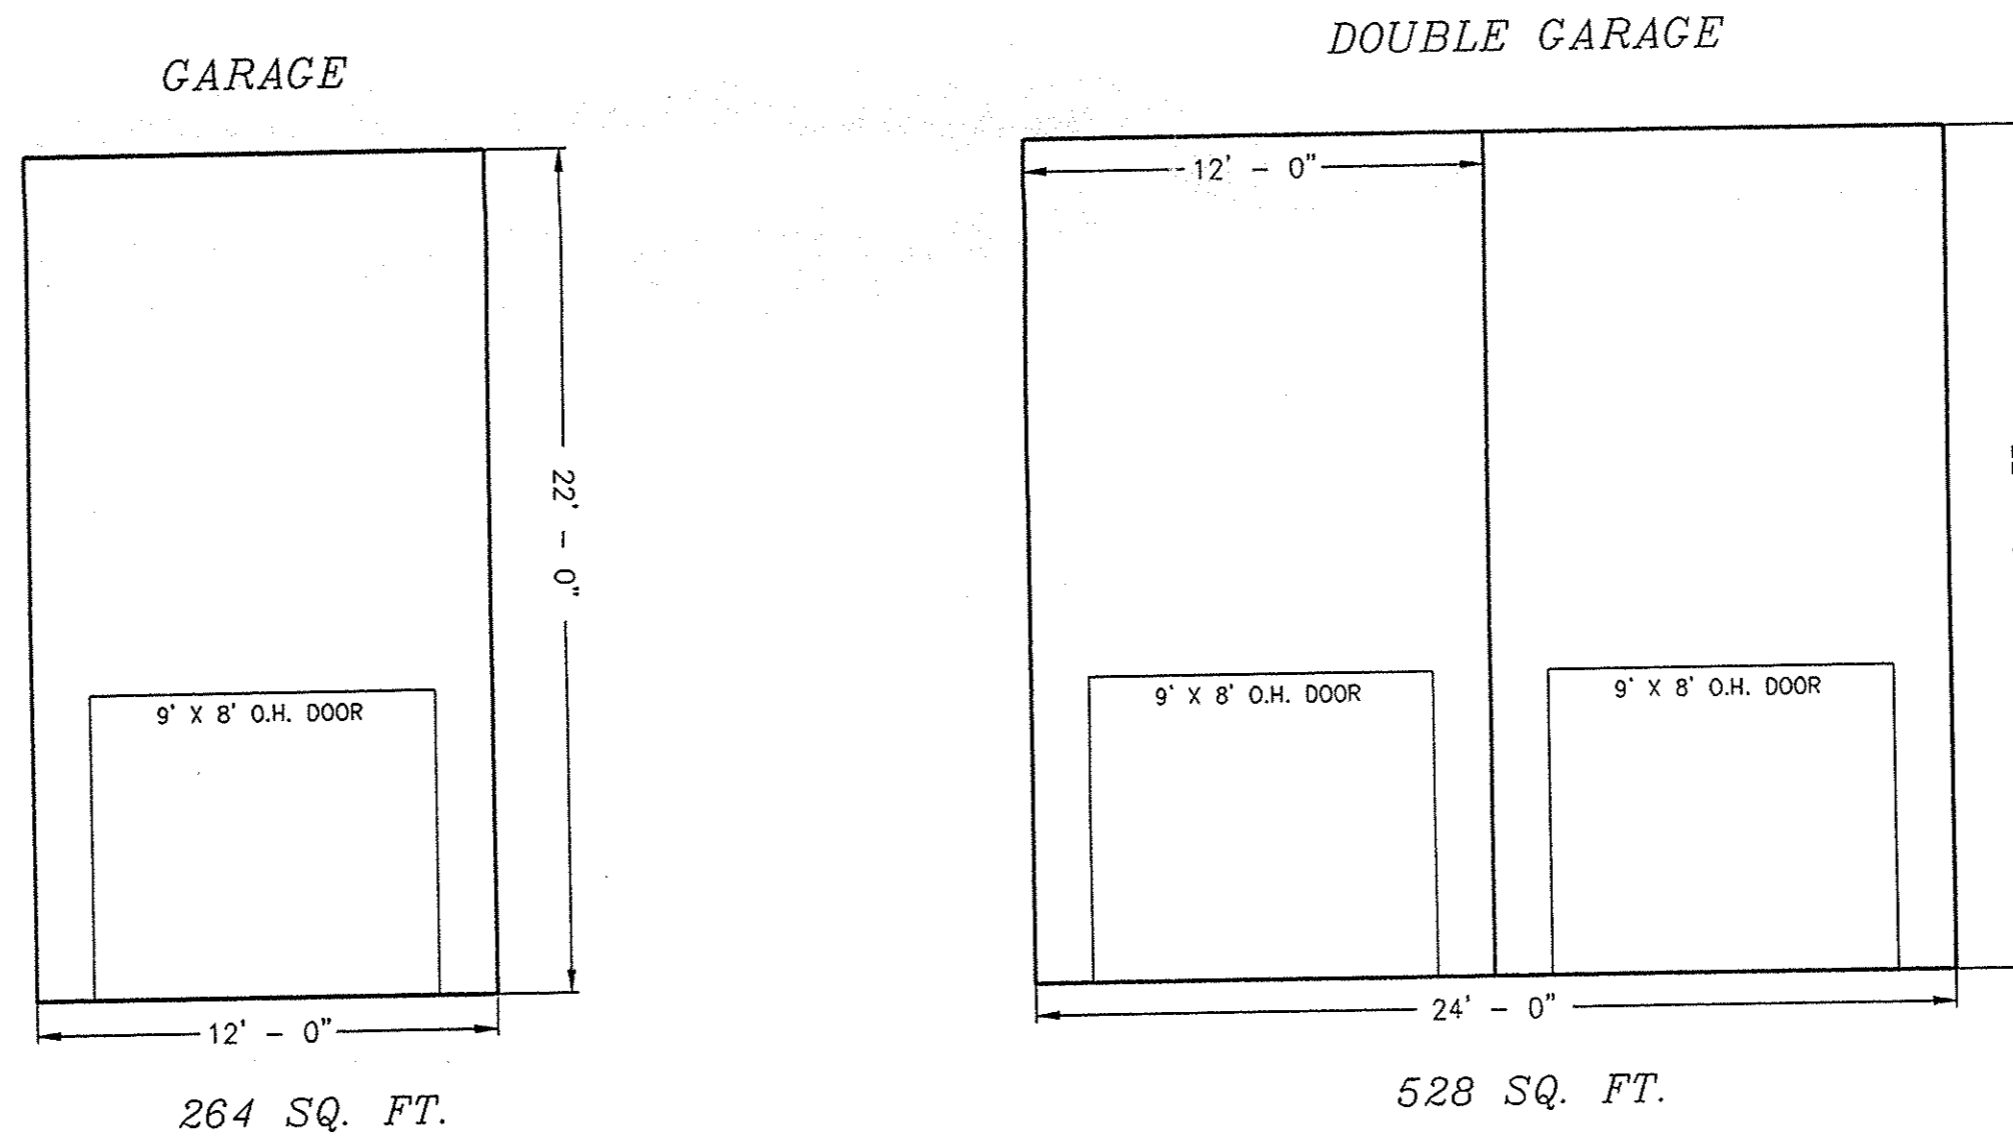 GARAGE
22' - 0"
9' X 8' O.H. DOOR
12' - 0"
264 SQ. FT.
DOUBLE GARAGE
12' - 0"
9' X 8' O.H. DOOR
9' X 8' O.H. DOOR
24' - 0"
528 SQ. FT.